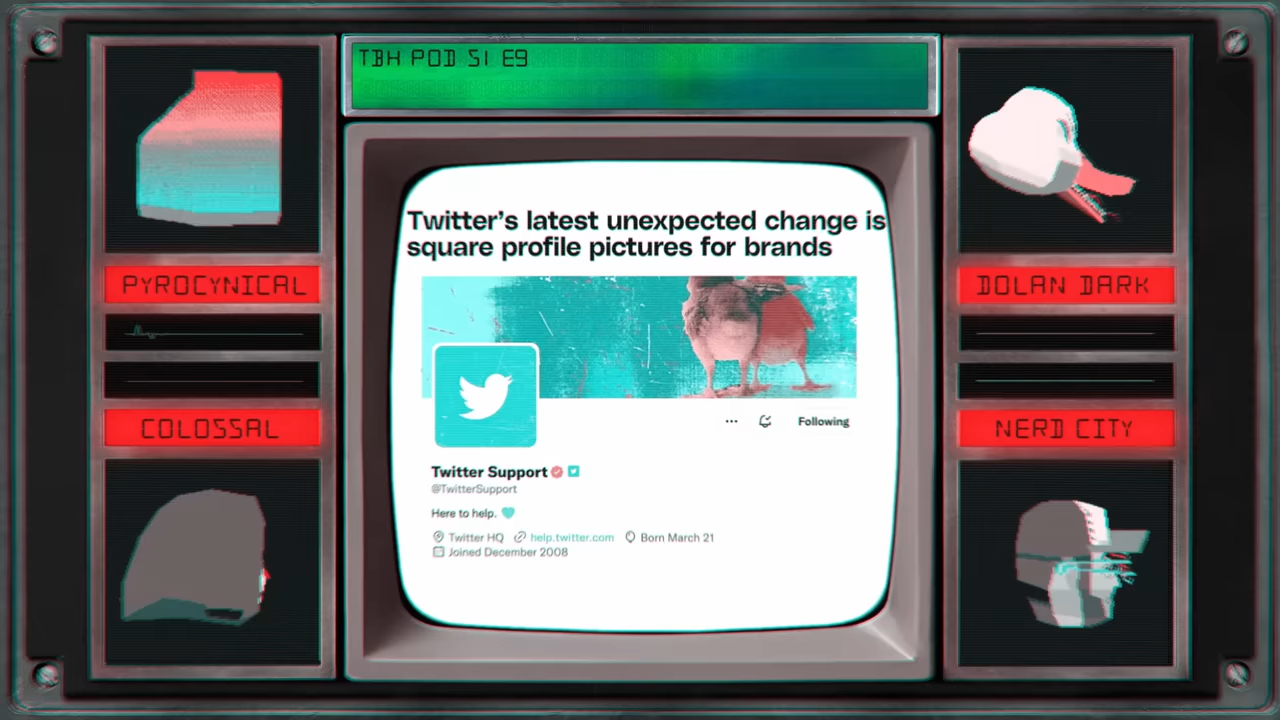 TBH POD S1 E9
PYROCYNICAL
DOLAN DARK
COLOSSAL
NERD CITY
Twitter's latest unexpected change is
square profile pictures for brands
Following
Twitter Support
@TwitterSupport
Here to help.
Twitter HQ help.twitter.com Born March 21
Joined December 2008